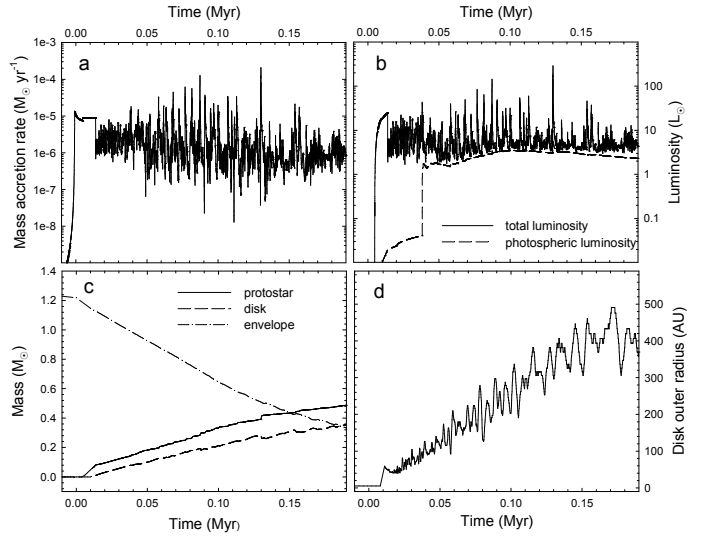 Time (Myr)
Time (Myr)
0.00 0.05 0.10 0.15
0.00 0.05 0.10 0.15
a
b
Mass accretion rate (M☉ yr⁻¹)
1e-3
1e-4
1e-5
1e-6
1e-7
1e-8
100
10
1
0.1
Luminosity (L☉)
total luminosity
photospheric luminosity
c
d
protostar
disk
envelope
Mass (M☉)
1.4
1.2
1.0
0.8
0.6
0.4
0.2
0.0
500
400
300
200
100
0
Disk outer radius (AU)
0.00 0.05 0.10 0.15
0.00 0.05 0.10 0.15
Time (Myr)
Time (Myr)